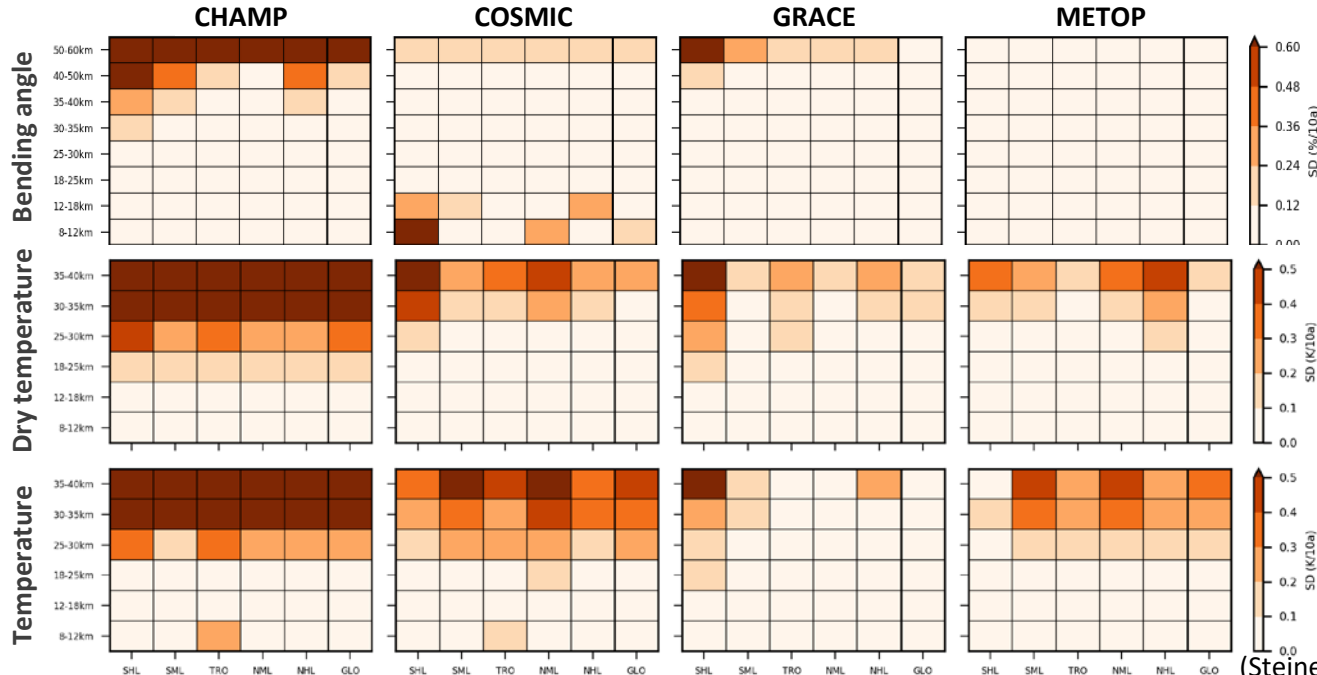 CHAMP COSMIC GRACE METOP
Bending angle
50-60km
40-50km
35-40km
30-35km
25-30km
18-25km
12-18km
8-12km
0.60
0.48
0.36
0.24
0.12
0.00
SD (%/10a)
Dry temperature
35-40km
30-35km
25-30km
18-25km
12-18km
8-12km
0.5
0.4
0.3
0.2
0.1
0.0
SD (K/10a)
Temperature
35-40km
30-35km
25-30km
18-25km
12-18km
8-12km
0.5
0.4
0.3
0.2
0.1
0.0
SD (K/10a)
SHL SML TRO NML NHL GLO SHL SML TRO NML NHL GLO SHL SML TRO NML NHL GLO SHL SML TRO NML NHL GLO
(Steine